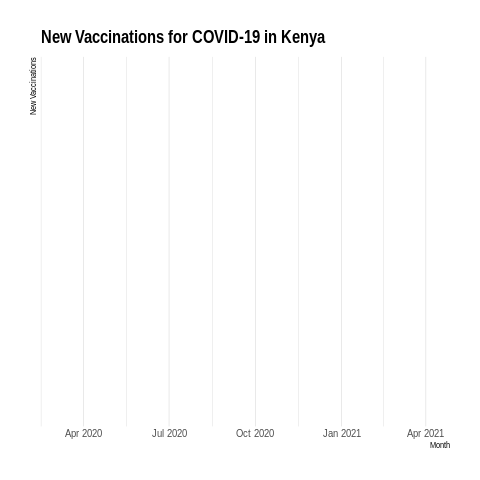 New Vaccinations for COVID-19 in Kenya
New Vaccinations
Apr 2020 Jul 2020 Oct 2020 Jan 2021 Apr 2021
Month